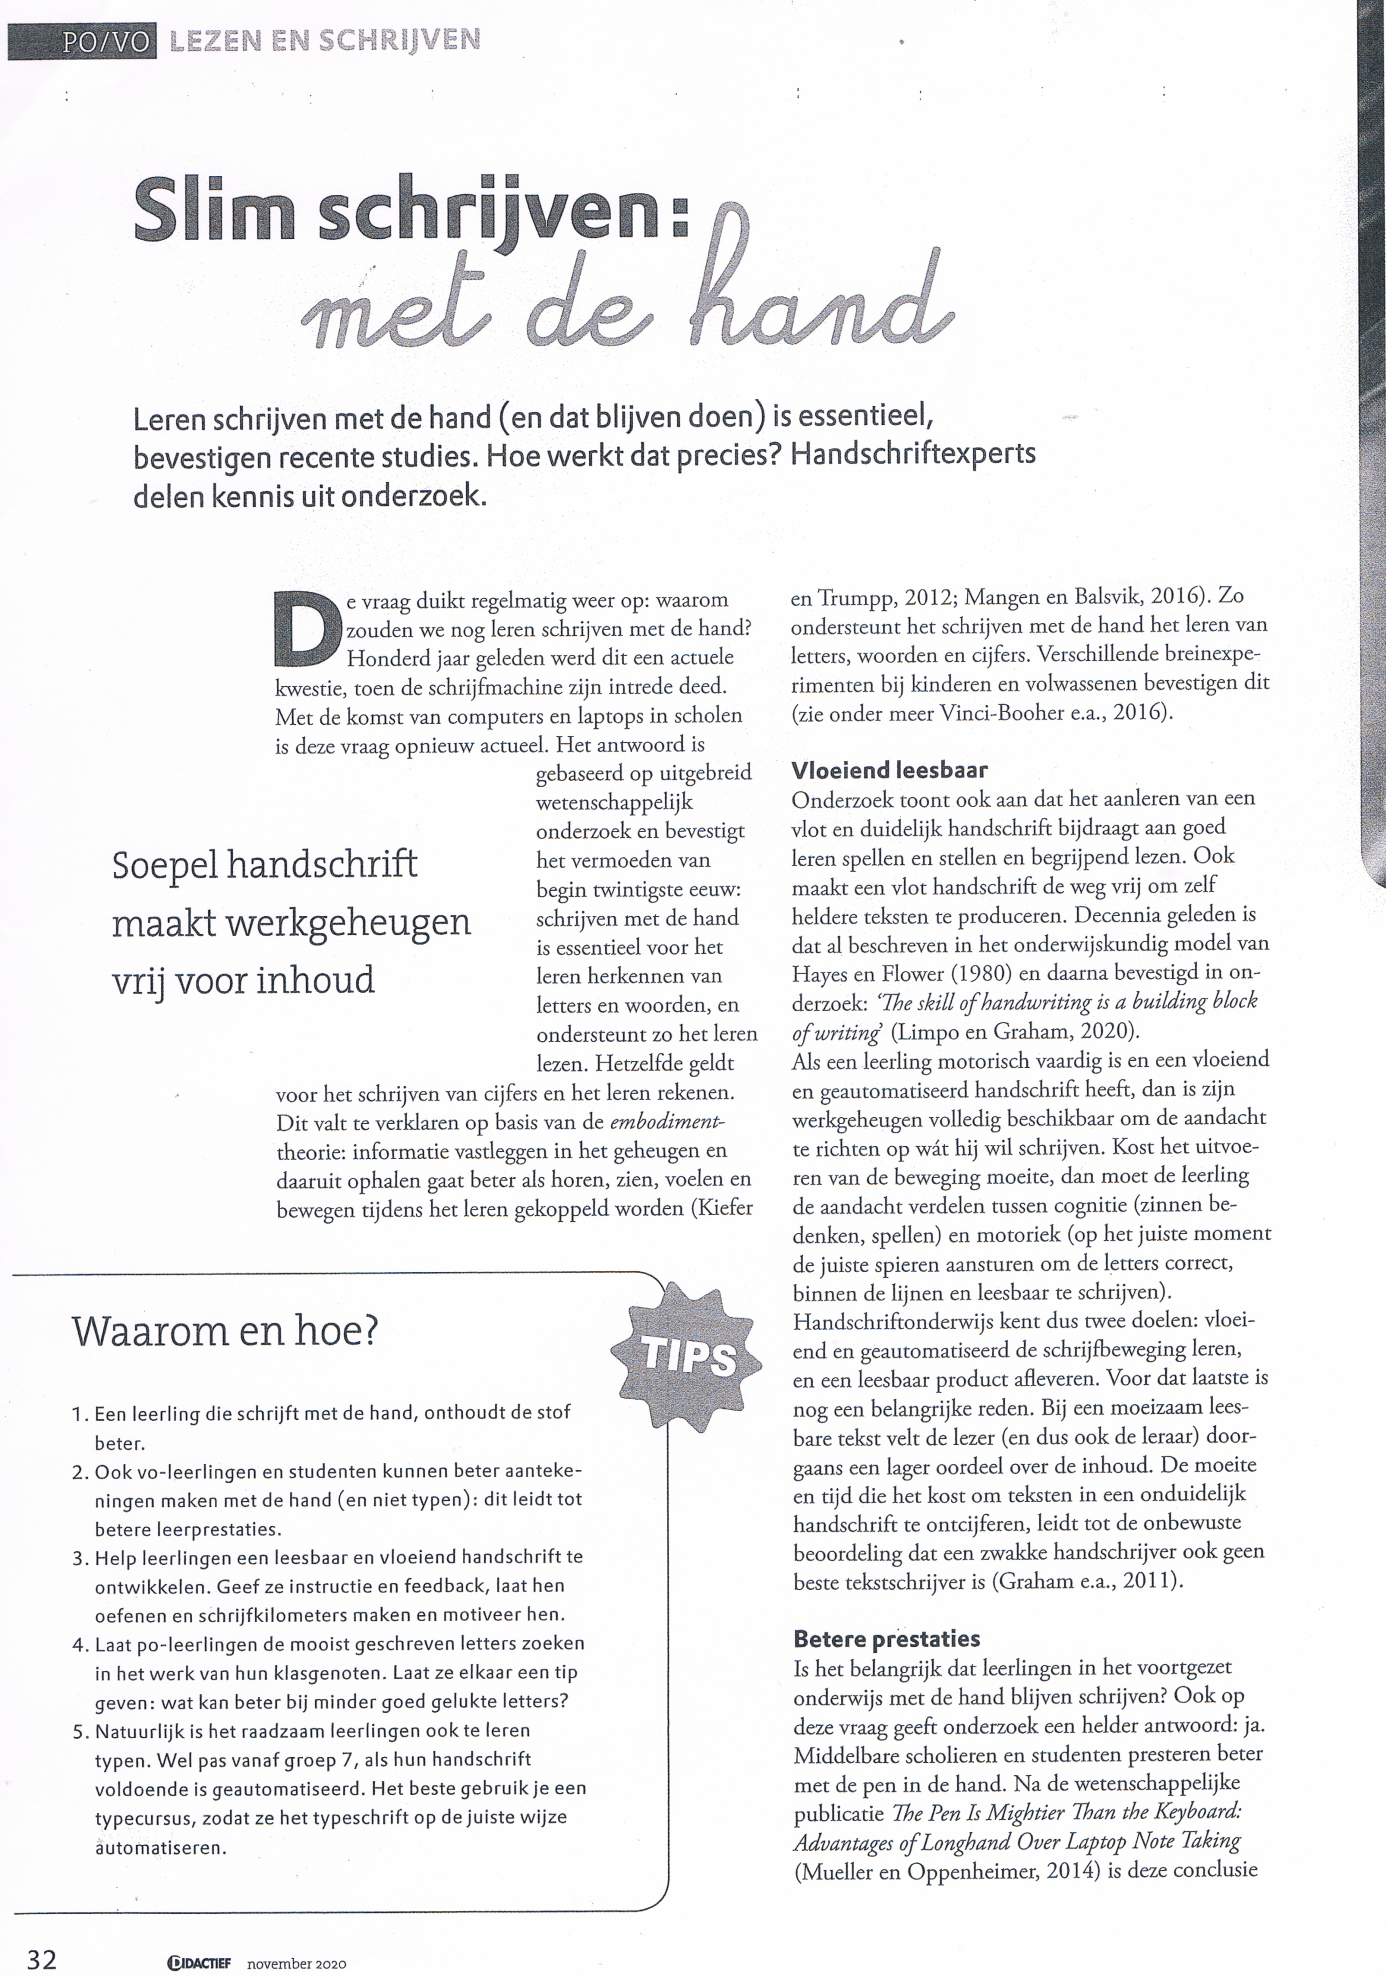 PO/VO LEZEN EN SCHRIJVEN
Slim schrijven:
met de hand
Leren schrijven met de hand (en dat blijven doen) is essentieel,
bevestigen recente studies. Hoe werkt dat precies? Handschriftexperts
delen kennis uit onderzoek.
De vraag duikt regelmatig weer op: waarom
zouden we nog leren schrijven met de hand?
Honderd jaar geleden werd dit een actuele
kwestie, toen de schrijfmachine zijn intrede deed.
Met de komst van computers en laptops in scholen
is deze vraag opnieuw actueel. Het antwoord is
gebaseerd op uitgebreid
wetenschappelijk
onderzoek en bevestigt
het vermoeden van
begin twintigste eeuw:
schrijven met de hand
is essentieel voor het
leren herkennen van
letters en woorden, en
ondersteunt zo het leren
lezen. Hetzelfde geldt
voor het schrijven van cijfers en het leren rekenen.
Dit valt te verklaren op basis van de embodiment-
theorie: informatie vastleggen in het geheugen en
daaruit ophalen gaat beter als horen, zien, voelen en
bewegen tijdens het leren gekoppeld worden (Kiefer
Soepel handschrift
maakt werkgeheugen
vrij voor inhoud
en Trumpp, 2012; Mangen en Balsvik, 2016). Zo
ondersteunt het schrijven met de hand het leren van
letters, woorden en cijfers. Verschillende breinexpe-
rimenten bij kinderen en volwassenen bevestigen dit
(zie onder meer Vinci-Booher e.a., 2016).
Vloeiend leesbaar
Onderzoek toont ook aan dat het aanleren van een
vlot en duidelijk handschrift bijdraagt aan goed
leren spellen en stellen en begrijpend lezen. Ook
maakt een vlot handschrift de weg vrij om zelf
heldere teksten te produceren. Decennia geleden is
dat al beschreven in het onderwijskundig model van
Hayes en Flower (1980) en daarna bevestigd in on-
derzoek: ‘The skill of handwriting is a building block
of writing’ (Limpo en Graham, 2020).
Als een leerling motorisch vaardig is en een vloeiend
en geautomatiseerd handschrift heeft, dan is zijn
werkgeheugen volledig beschikbaar om de aandacht
te richten op wát hij wil schrijven. Kost het uitvoe-
ren van de beweging moeite, dan moet de leerling
de aandacht verdelen tussen cognitie (zinnen be-
denken, spellen) en motoriek (op het juiste moment
de juiste spieren aansturen om de letters correct,
binnen de lijnen en leesbaar te schrijven).
Handschriftonderwijs kent dus twee doelen: vloei-
end en geautomatiseerd de schrijfbeweging leren,
en een leesbaar product afleveren. Voor dat laatste is
nog een belangrijke reden. Bij een moeizaam lees-
bare tekst velt de lezer (en dus ook de leraar) door-
gaans een lager oordeel over de inhoud. De moeite
en tijd die het kost om teksten in een onduidelijk
handschrift te ontcijferen, leidt tot de onbewuste
beoordeling dat een zwakke handschrijver ook geen
beste tekstschrijver is (Graham e.a., 2011).
Betere prestaties
Is het belangrijk dat leerlingen in het voortgezet
onderwijs met de hand blijven schrijven? Ook op
deze vraag geeft onderzoek een helder antwoord: ja.
Middelbare scholieren en studenten presteren beter
met de pen in de hand. Na de wetenschappelijke
publicatie The Pen Is Mightier Than the Keyboard:
Advantages of Longhand Over Laptop Note Taking
(Mueller en Oppenheimer, 2014) is deze conclusie
Waarom en hoe?
TIPS
1. Een leerling die schrijft met de hand, onthoudt de stof
beter.
2. Ook vo-leerlingen en studenten kunnen beter aanteke-
ningen maken met de hand (en niet typen): dit leidt tot
betere leerprestaties.
3. Help leerlingen een leesbaar en vloeiend handschrift te
ontwikkelen. Geef ze instructie en feedback, laat hen
oefenen en schrijfkilometers maken en motiveer hen.
4. Laat po-leerlingen de mooist geschreven letters zoeken
in het werk van hun klasgenoten. Laat ze elkaar een tip
geven: wat kan beter bij minder goed gelukte letters?
5. Natuurlijk is het raadzaam leerlingen ook te leren
typen. Wel pas vanaf groep 7, als hun handschrift
voldoende is geautomatiseerd. Het beste gebruik je een
typecursus, zodat ze het typeschrift op de juiste wijze
automatiseren.
32
DIDACTIEF november 2020